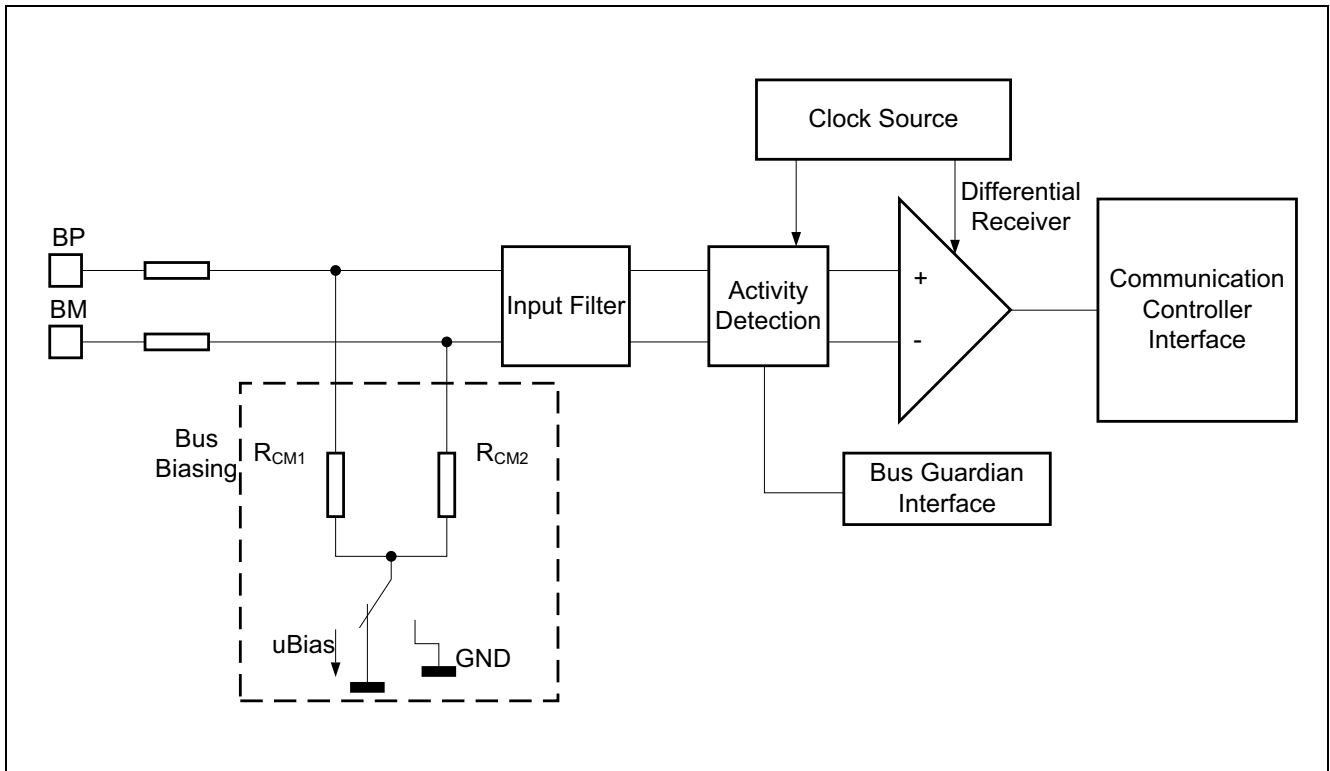 Clock Source
Differential
Receiver
BP
BM
Input Filter
Activity
Detection
+
-
Communication
Controller
Interface
Bus
Biasing
RCM1
RCM2
Bus Guardian
Interface
uBias
GND